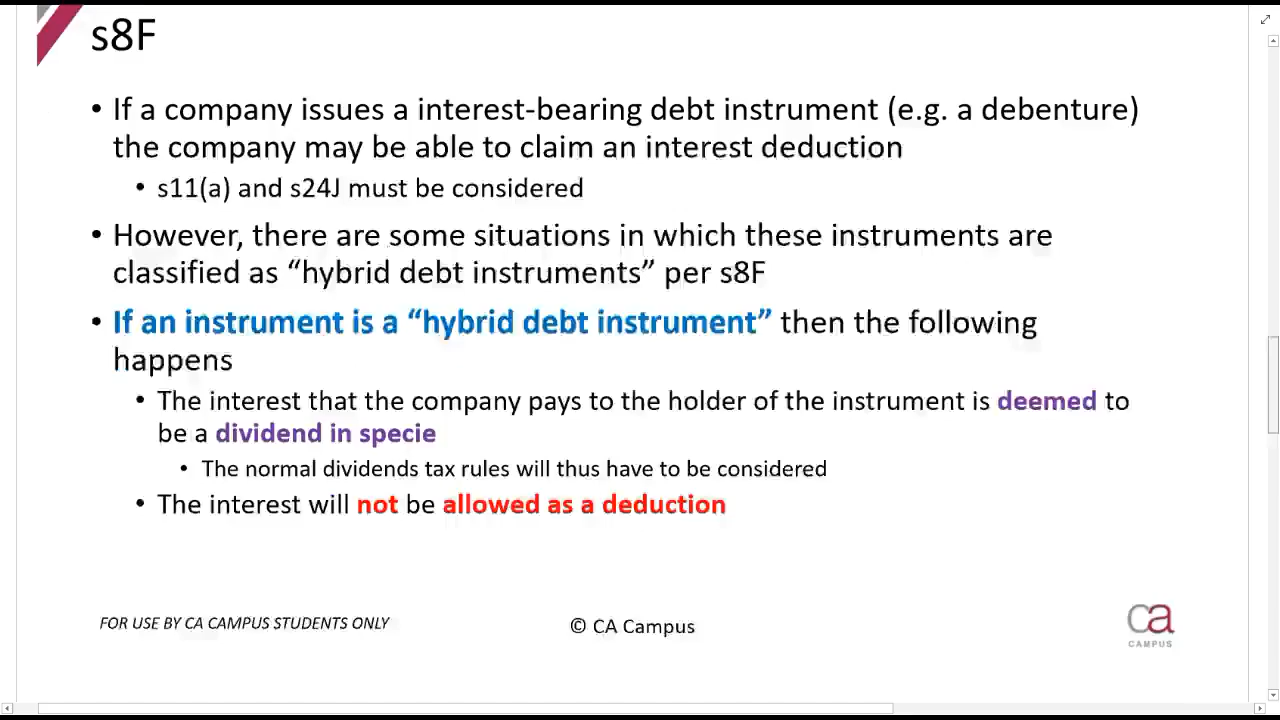 s8F
• If a company issues a interest-bearing debt instrument (e.g. a debenture)
the company may be able to claim an interest deduction
• s11(a) and s24J must be considered
• However, there are some situations in which these instruments are
classified as “hybrid debt instruments” per s8F
• If an instrument is a “hybrid debt instrument” then the following
happens
• The interest that the company pays to the holder of the instrument is deemed to
be a dividend in specie
• The normal dividends tax rules will thus have to be considered
• The interest will not be allowed as a deduction
FOR USE BY CA CAMPUS STUDENTS ONLY
© CA Campus
ca
CAMPUS